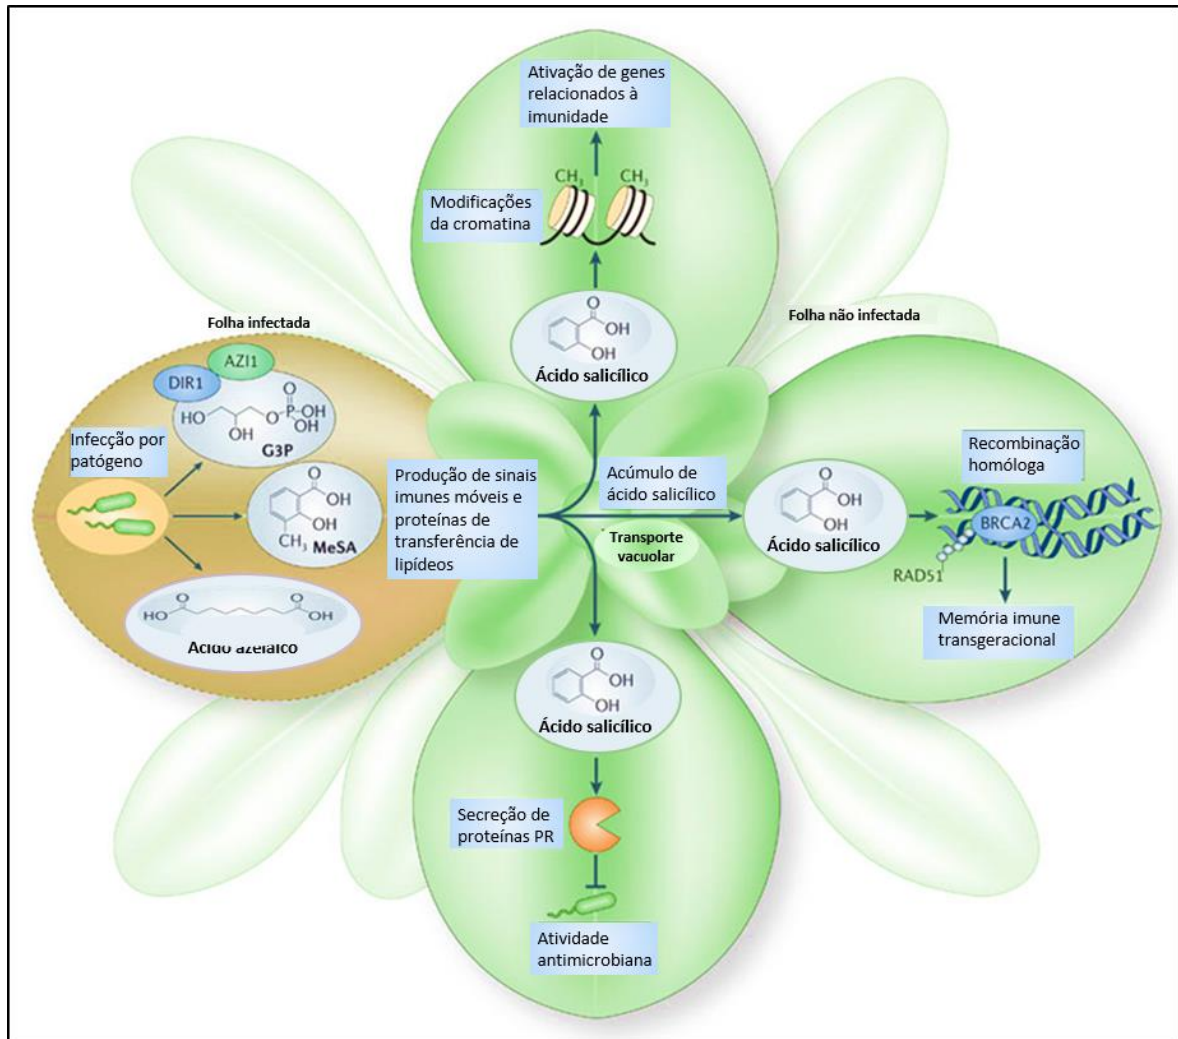 Ativação de genes
relacionados à
imunidade
CH₃ CH₃
Modificações
da cromatina
O
OH
OH
Ácido salicílico
Folha infectada
Folha não infectada
AZI1
DIR1
O
HO O P OH
OH OH
G3P
Infecção por
patógeno
O
OH
OH
CH₃ MeSA
O O
HO OH
Ácido azelaico
Produção de sinais
imunes móveis e
proteínas de
transferência de
lipídeos
Acúmulo de
ácido salicílico
Transporte
vacuolar
O
OH
OH
Ácido salicílico
Recombinação
homóloga
BRCA2
RAD51
Memória imune
transgeracional
O
OH
OH
Ácido salicílico
Secreção de
proteínas PR
Atividade
antimicrobiana